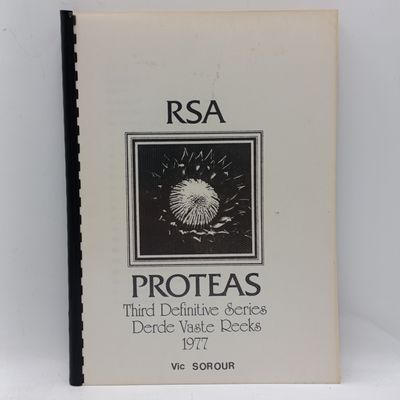 RSA
PROTEAS
Third Definitive Series
Derde Vaste Reeks
1977
Vic SOROUR